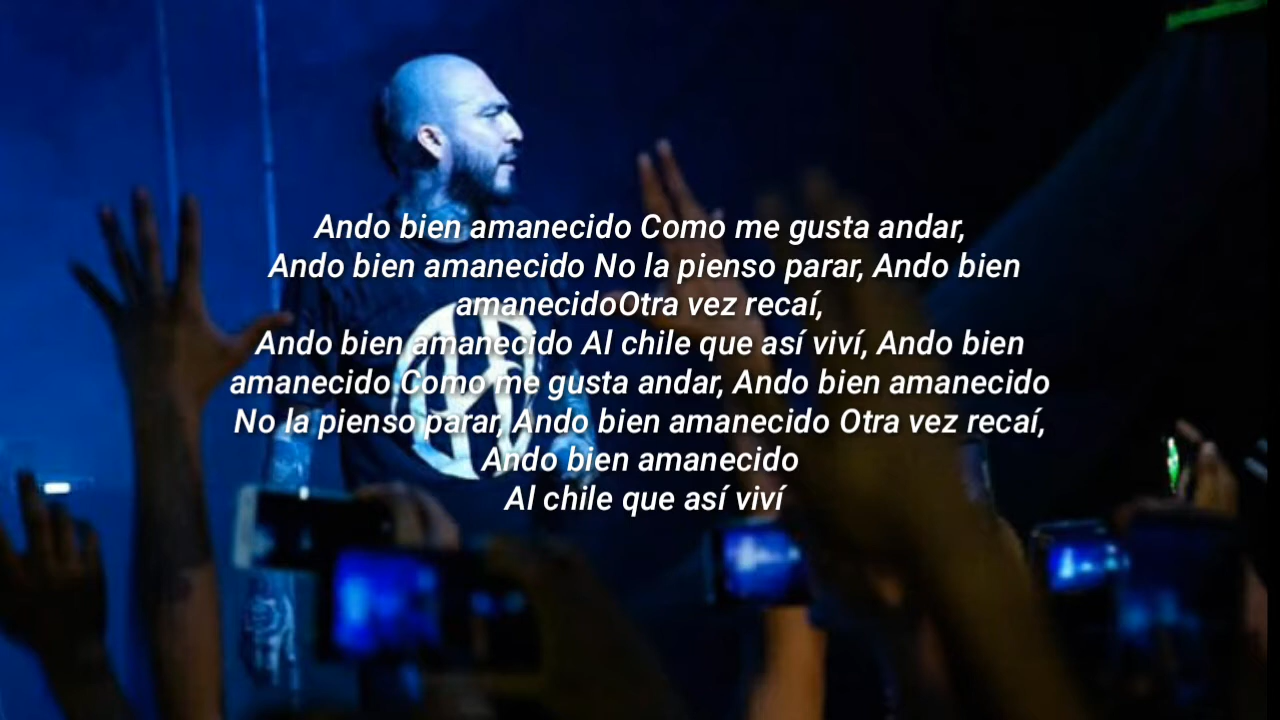 Ando bien amanecido Como me gusta andar,
Ando bien amanecido No la pienso parar, Ando bien
amanecidoOtra vez recaí,
Ando bien amanecido Al chile que así viví, Ando bien
amanecido Como me gusta andar, Ando bien amanecido
No la pienso parar, Ando bien amanecido Otra vez recaí,
Ando bien amanecido
Al chile que así viví